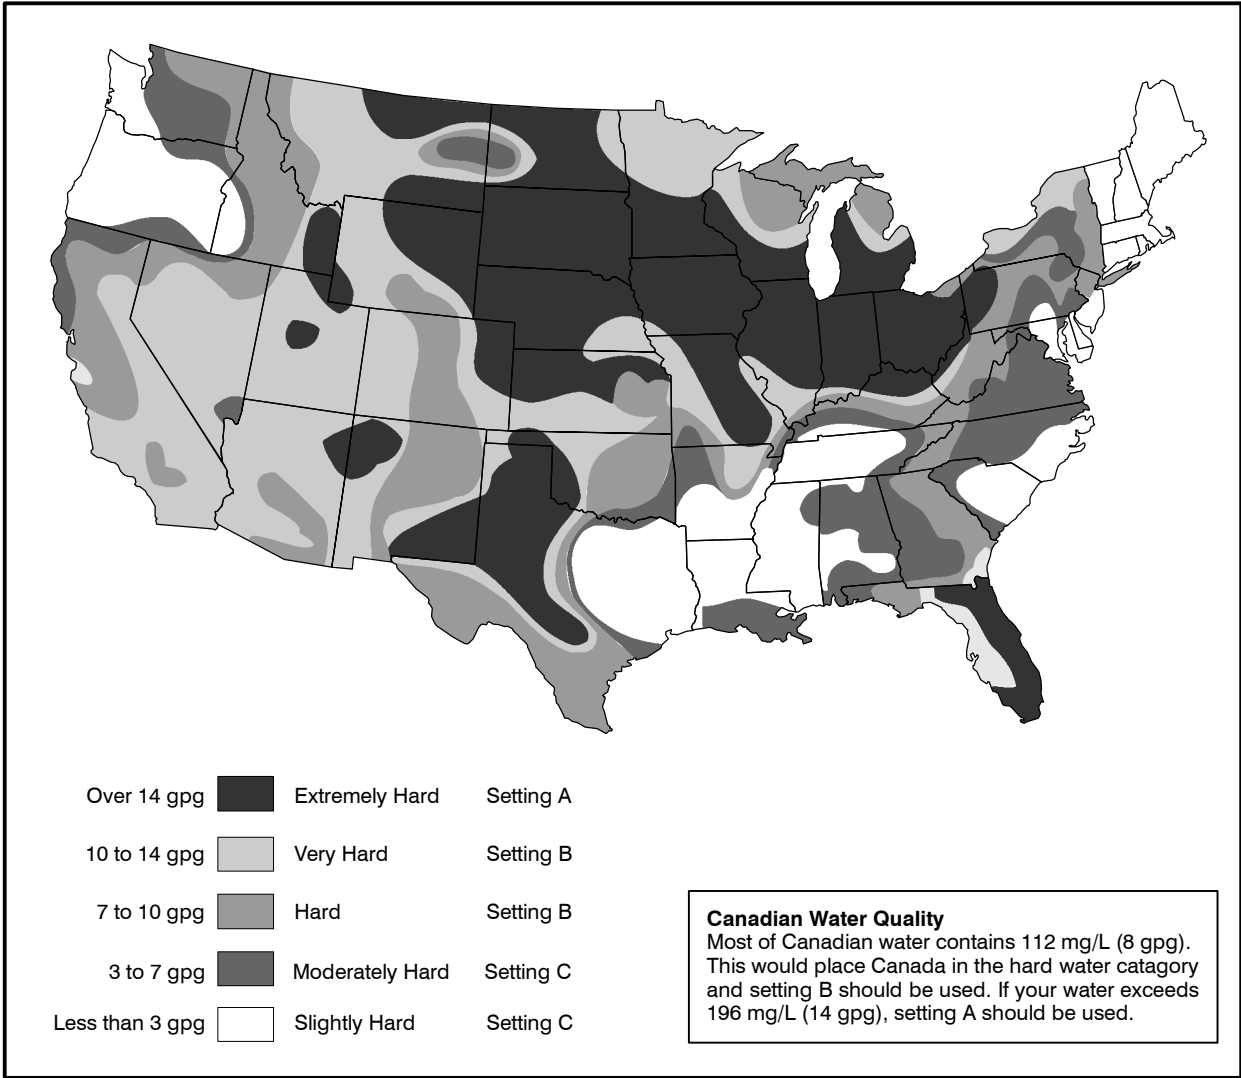 Over 14 gpg Extremely Hard Setting A
10 to 14 gpg Very Hard Setting B
7 to 10 gpg Hard Setting B
3 to 7 gpg Moderately Hard Setting C
Less than 3 gpg Slightly Hard Setting C
Canadian Water Quality
Most of Canadian water contains 112 mg/L (8 gpg).
This would place Canada in the hard water catagory
and setting B should be used. If your water exceeds
196 mg/L (14 gpg), setting A should be used.